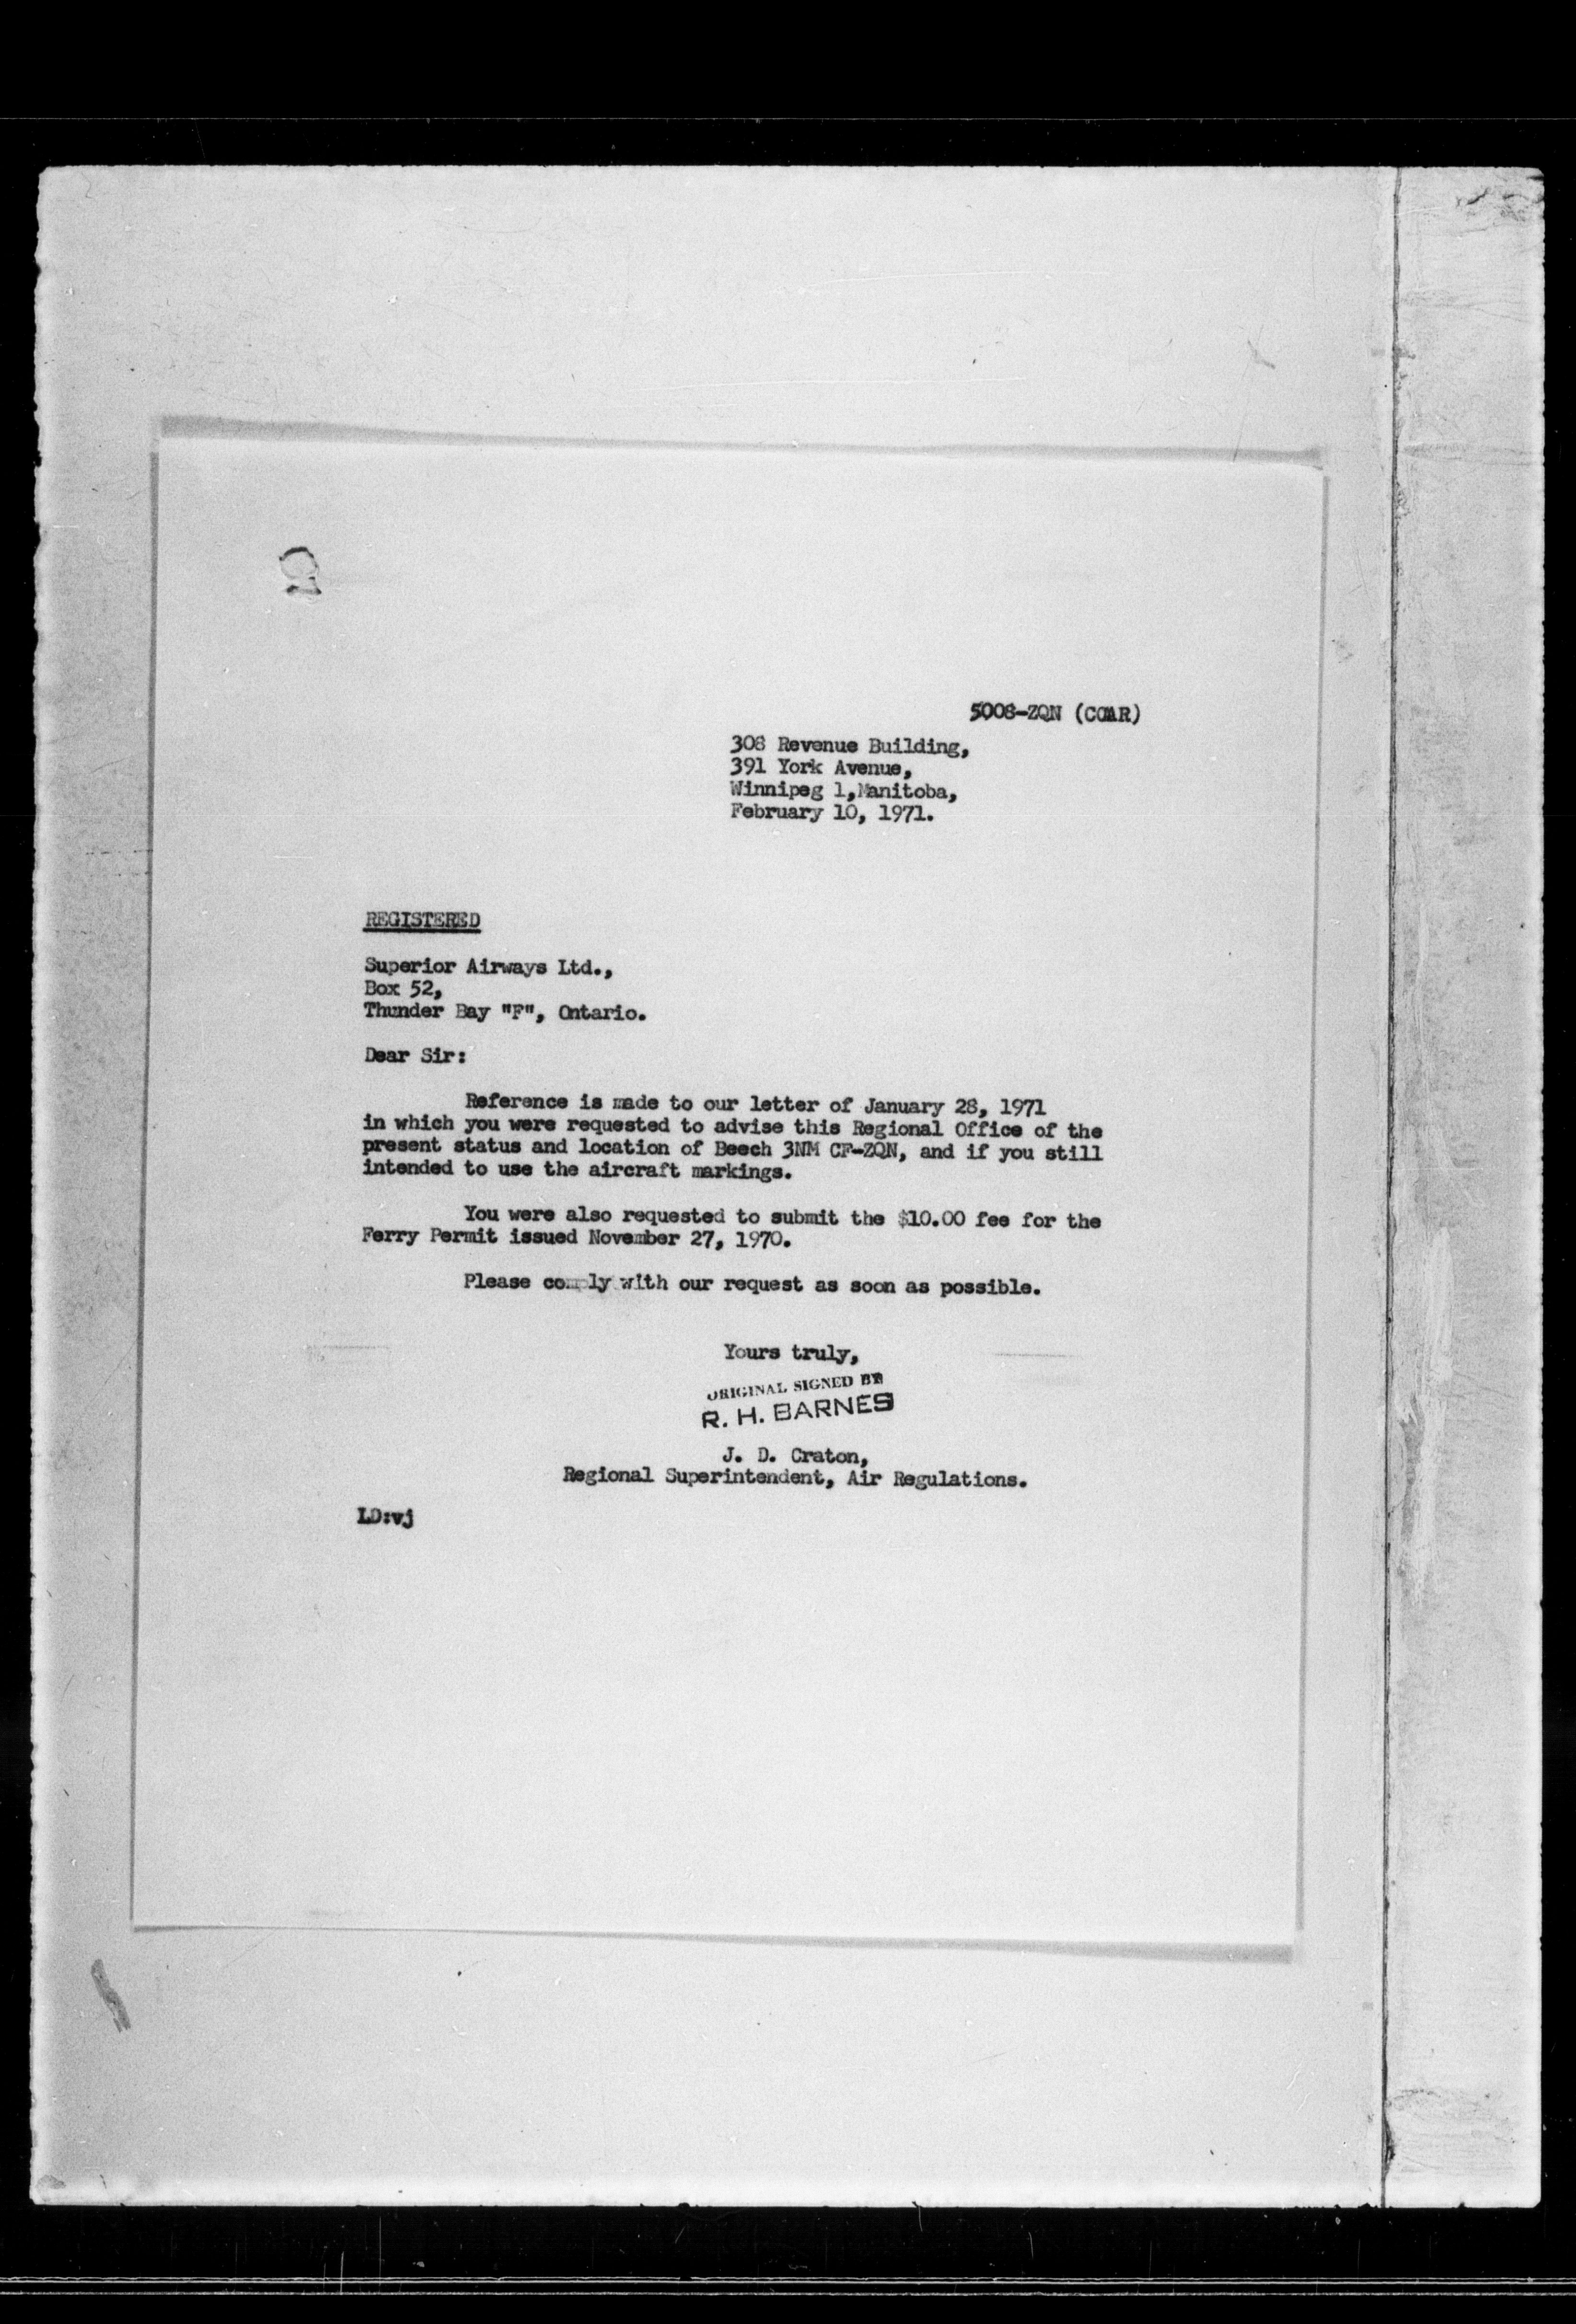 5008-ZQN (COAR)
308 Revenue Building,
391 York Avenue,
Winnipeg 1,Manitoba,
February 10, 1971.
REGISTERED
Superior Airways Ltd.,
Box 52,
Thunder Bay "F", Ontario.
Dear Sir:
Reference is made to our letter of January 28, 1971
in which you were requested to advise this Regional Office of the
present status and location of Beech 3NM CF-ZQN, and if you still
intended to use the aircraft markings.
You were also requested to submit the $10.00 fee for the
Ferry Permit issued November 27, 1970.
Please comply with our request as soon as possible.
Yours truly,
ORIGINAL SIGNED BY
R. H. BARNES
J. D. Craton,
Regional Superintendent, Air Regulations.
LD:vj